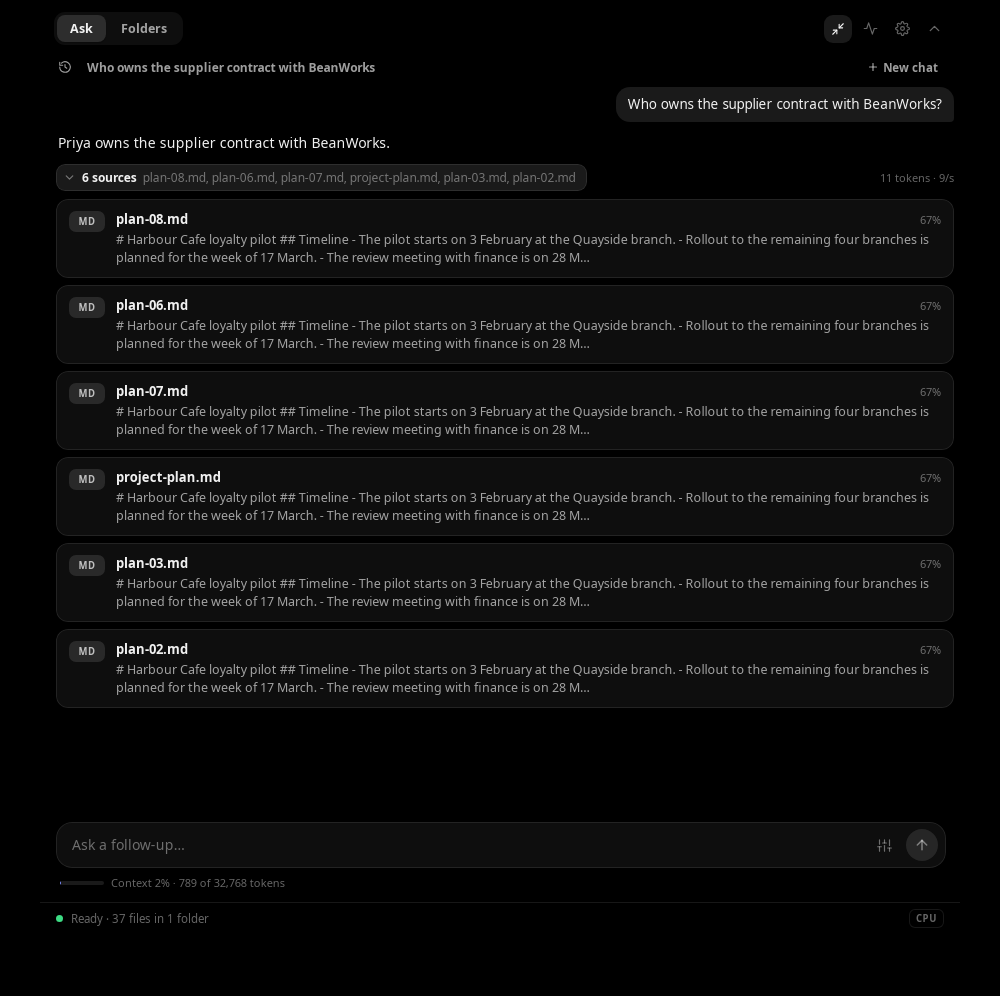 Ask Folders
Who owns the supplier contract with BeanWorks + New chat
Who owns the supplier contract with BeanWorks?
Priya owns the supplier contract with BeanWorks.
6 sources plan-08.md, plan-06.md, plan-07.md, project-plan.md, plan-03.md, plan-02.md 11 tokens · 9/s
MD plan-08.md 67%
# Harbour Cafe loyalty pilot ## Timeline - The pilot starts on 3 February at the Quayside branch. - Rollout to the remaining four branches is
planned for the week of 17 March. - The review meeting with finance is on 28 M...
MD plan-06.md 67%
# Harbour Cafe loyalty pilot ## Timeline - The pilot starts on 3 February at the Quayside branch. - Rollout to the remaining four branches is
planned for the week of 17 March. - The review meeting with finance is on 28 M...
MD plan-07.md 67%
# Harbour Cafe loyalty pilot ## Timeline - The pilot starts on 3 February at the Quayside branch. - Rollout to the remaining four branches is
planned for the week of 17 March. - The review meeting with finance is on 28 M...
MD project-plan.md 67%
# Harbour Cafe loyalty pilot ## Timeline - The pilot starts on 3 February at the Quayside branch. - Rollout to the remaining four branches is
planned for the week of 17 March. - The review meeting with finance is on 28 M...
MD plan-03.md 67%
# Harbour Cafe loyalty pilot ## Timeline - The pilot starts on 3 February at the Quayside branch. - Rollout to the remaining four branches is
planned for the week of 17 March. - The review meeting with finance is on 28 M...
MD plan-02.md 67%
# Harbour Cafe loyalty pilot ## Timeline - The pilot starts on 3 February at the Quayside branch. - Rollout to the remaining four branches is
planned for the week of 17 March. - The review meeting with finance is on 28 M...
Ask a follow-up...
Context 2% · 789 of 32,768 tokens
Ready · 37 files in 1 folder CPU